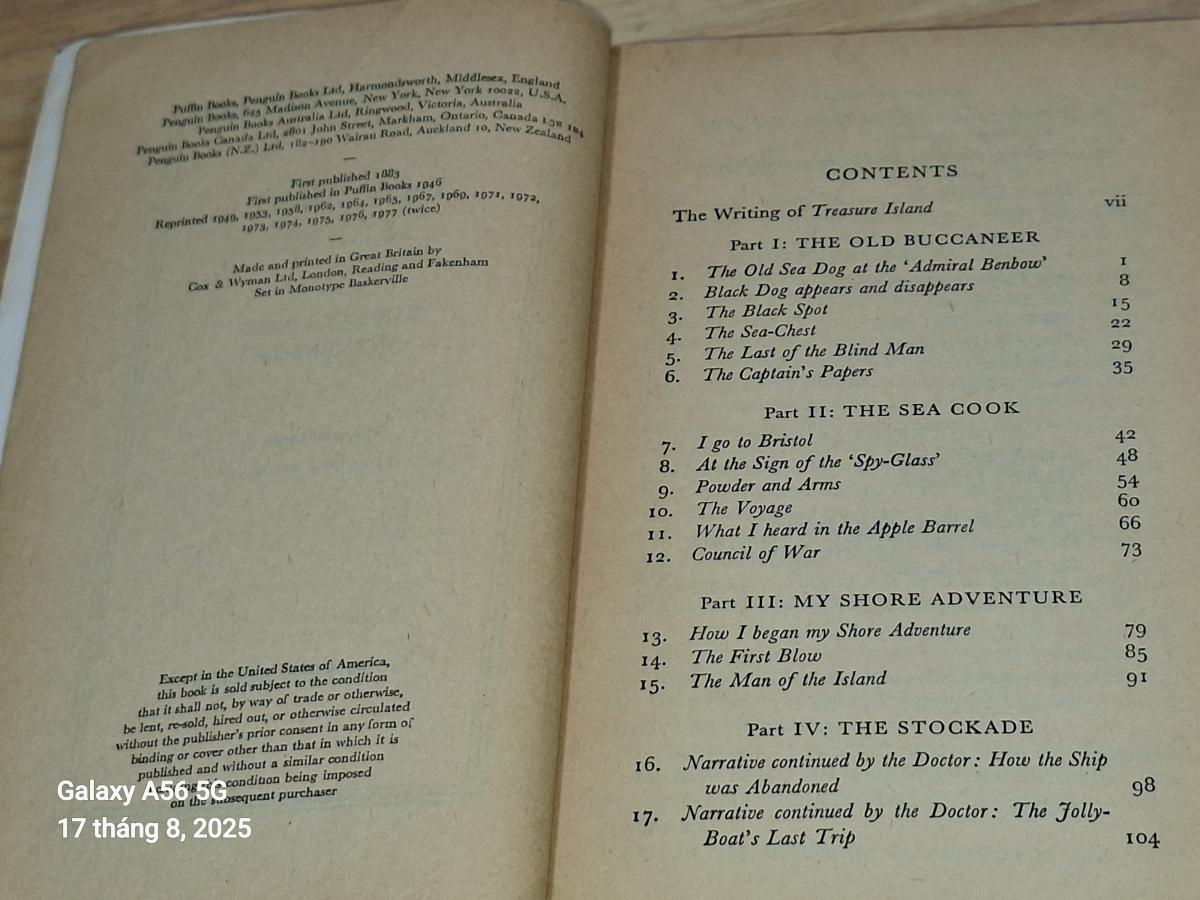 Puffin Books, Penguin Books Ltd, Harmondsworth, Middlesex, England
Penguin Books, 625 Madison Avenue, New York, New York 10022, U.S.A.
Penguin Books Australia Ltd, Ringwood, Victoria, Australia
Penguin Books Canada Ltd, 2801 John Street, Markham, Ontario, Canada L3R 1B4
Penguin Books (N.Z.) Ltd, 182–190 Wairau Road, Auckland 10, New Zealand
—
First published 1883
First published in Puffin Books 1946
Reprinted 1949, 1953, 1958, 1962, 1964, 1965, 1967, 1969, 1971, 1972,
1973, 1974, 1975, 1976, 1977 (twice)
—
Made and printed in Great Britain by
Cox & Wyman Ltd, London, Reading and Fakenham
Set in Monotype Baskerville
Except in the United States of America,
this book is sold subject to the condition
that it shall not, by way of trade or otherwise,
be lent, re-sold, hired out, or otherwise circulated
without the publisher's prior consent in any form of
binding or cover other than that in which it is
published and without a similar condition
condition being imposed
on the subsequent purchaser
Galaxy A56 5G
17 tháng 8, 2025
CONTENTS
The Writing of Treasure Island vii
Part I: THE OLD BUCCANEER
1. The Old Sea Dog at the ‘Admiral Benbow’ 1
2. Black Dog appears and disappears 8
3. The Black Spot 15
4. The Sea-Chest 22
5. The Last of the Blind Man 29
6. The Captain's Papers 35
Part II: THE SEA COOK
7. I go to Bristol 42
8. At the Sign of the ‘Spy-Glass’ 48
9. Powder and Arms 54
10. The Voyage 60
11. What I heard in the Apple Barrel 66
12. Council of War 73
Part III: MY SHORE ADVENTURE
13. How I began my Shore Adventure 79
14. The First Blow 85
15. The Man of the Island 91
Part IV: THE STOCKADE
16. Narrative continued by the Doctor: How the Ship
was Abandoned 98
17. Narrative continued by the Doctor: The Jolly-
Boat's Last Trip 104